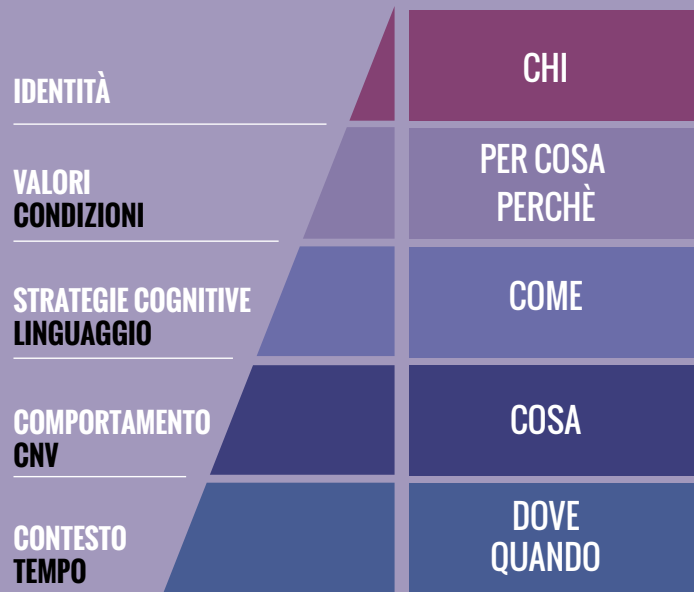 IDENTITÀ
CHI
VALORI
CONDIZIONI
PER COSA
PERCHÈ
STRATEGIE COGNITIVE
LINGUAGGIO
COME
COMPORTAMENTO
CNV
COSA
CONTESTO
TEMPO
DOVE
QUANDO